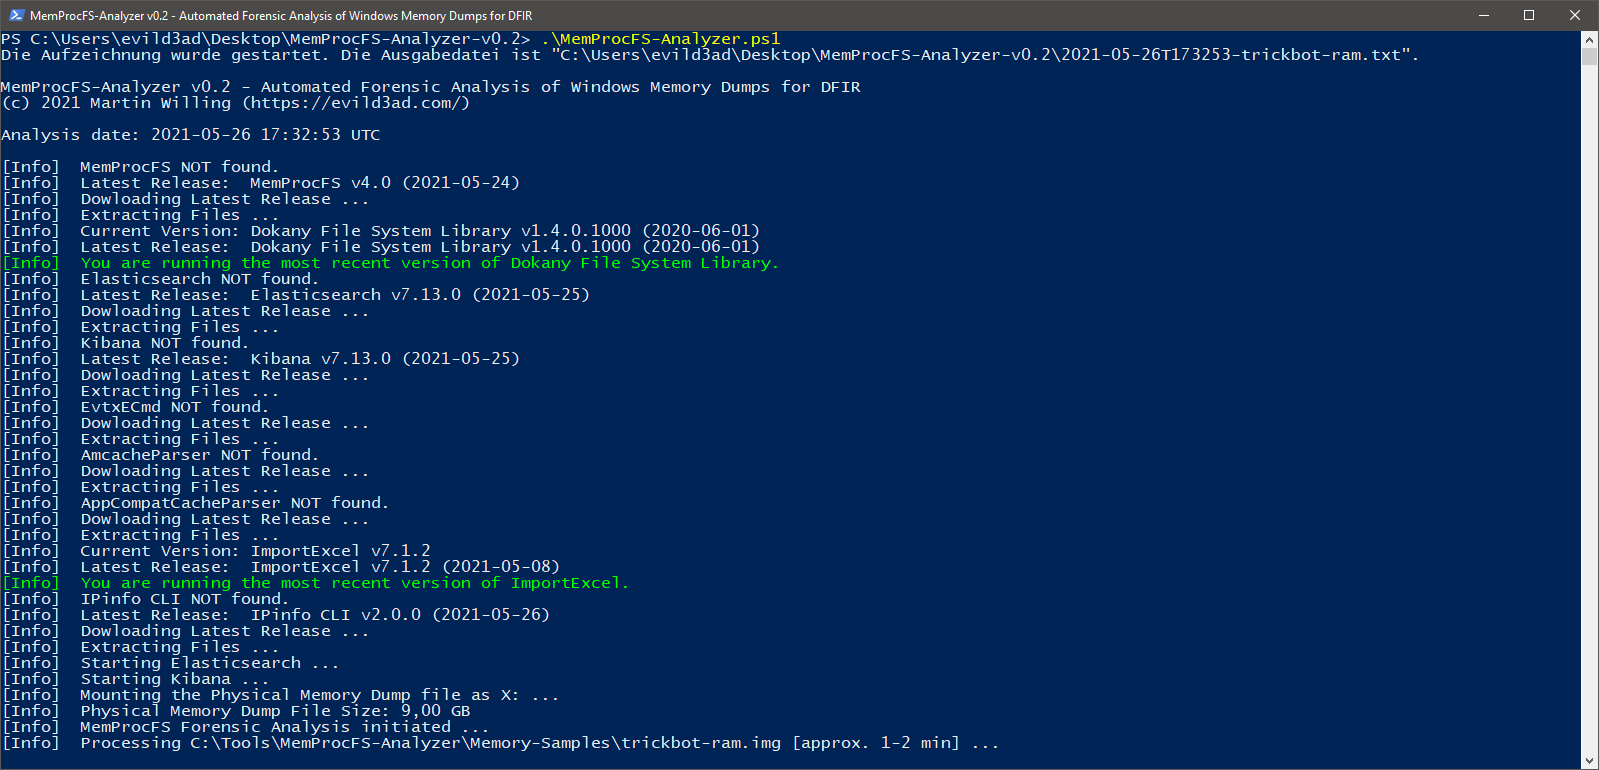 MemProcFS-Analyzer v0.2 - Automated Forensic Analysis of Windows Memory Dumps for DFIR
PS C:\Users\evild3ad\Desktop\MemProcFS-Analyzer-v0.2> .\MemProcFS-Analyzer.ps1
Die Aufzeichnung wurde gestartet. Die Ausgabedatei ist "C:\Users\evild3ad\Desktop\MemProcFS-Analyzer-v0.2\2021-05-26T173253-trickbot-ram.txt".
MemProcFS-Analyzer v0.2 - Automated Forensic Analysis of Windows Memory Dumps for DFIR
(c) 2021 Martin Willing (https://evild3ad.com/)
Analysis date: 2021-05-26 17:32:53 UTC
[Info]  MemProcFS NOT found.
[Info]  Latest Release:  MemProcFS v4.0 (2021-05-24)
[Info]  Dowloading Latest Release ...
[Info]  Extracting Files ...
[Info]  Current Version: Dokany File System Library v1.4.0.1000 (2020-06-01)
[Info]  Latest Release:  Dokany File System Library v1.4.0.1000 (2020-06-01)
[Info]  You are running the most recent version of Dokany File System Library.
[Info]  Elasticsearch NOT found.
[Info]  Latest Release:  Elasticsearch v7.13.0 (2021-05-25)
[Info]  Dowloading Latest Release ...
[Info]  Extracting Files ...
[Info]  Kibana NOT found.
[Info]  Latest Release:  Kibana v7.13.0 (2021-05-25)
[Info]  Dowloading Latest Release ...
[Info]  Extracting Files ...
[Info]  EvtxECmd NOT found.
[Info]  Dowloading Latest Release ...
[Info]  Extracting Files ...
[Info]  AmcacheParser NOT found.
[Info]  Dowloading Latest Release ...
[Info]  Extracting Files ...
[Info]  AppCompatCacheParser NOT found.
[Info]  Dowloading Latest Release ...
[Info]  Extracting Files ...
[Info]  Current Version: ImportExcel v7.1.2
[Info]  Latest Release:  ImportExcel v7.1.2 (2021-05-08)
[Info]  You are running the most recent version of ImportExcel.
[Info]  IPinfo CLI NOT found.
[Info]  Latest Release:  IPinfo CLI v2.0.0 (2021-05-26)
[Info]  Dowloading Latest Release ...
[Info]  Extracting Files ...
[Info]  Starting Elasticsearch ...
[Info]  Starting Kibana ...
[Info]  Mounting the Physical Memory Dump file as X: ...
[Info]  Physical Memory Dump File Size: 9,00 GB
[Info]  MemProcFS Forensic Analysis initiated ...
[Info]  Processing C:\Tools\MemProcFS-Analyzer\Memory-Samples\trickbot-ram.img [approx. 1-2 min] ...